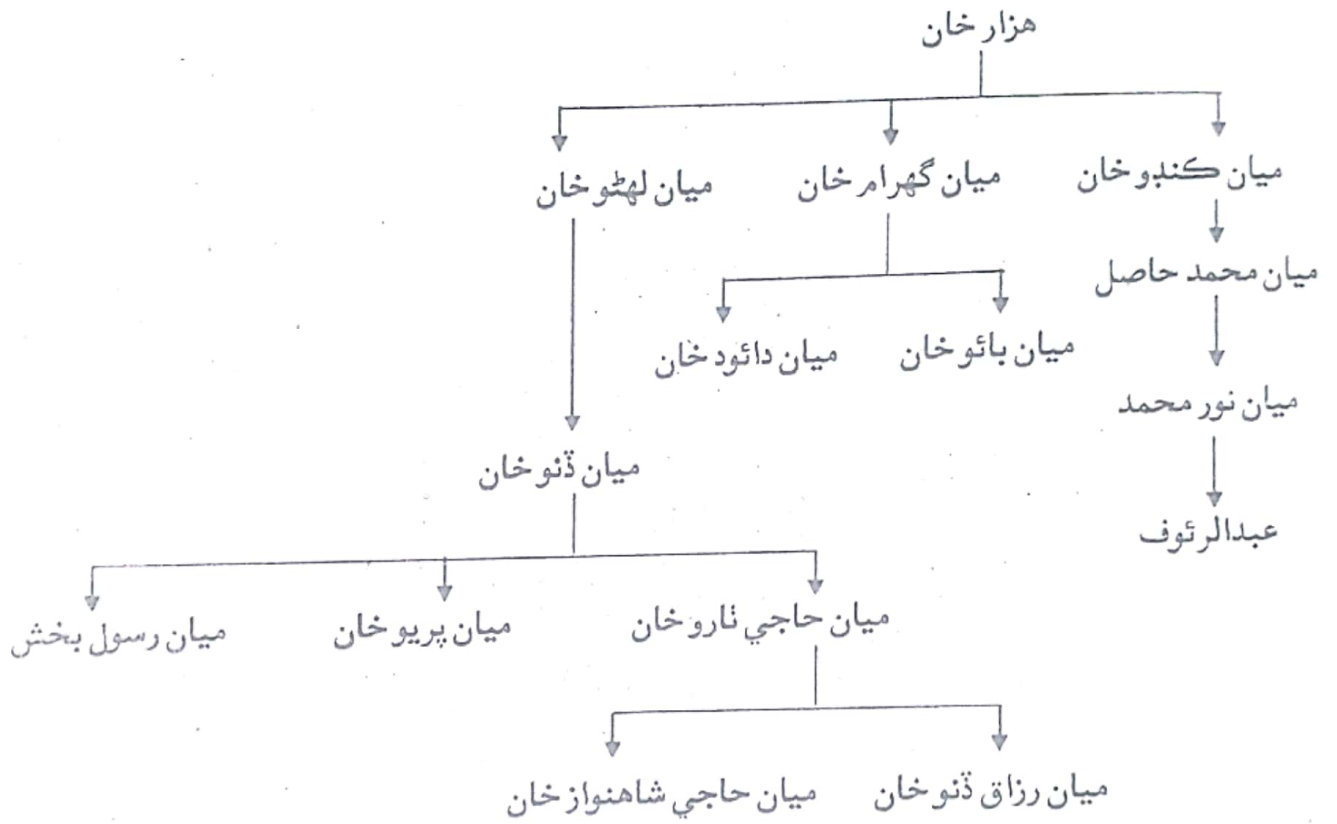 هزار خان
ميان ڪنڊو خان
ميان گهرام خان
ميان لهڻو خان
ميان محمد حاصل
ميان بائو خان
ميان دائود خان
ميان نور محمد
ميان ڏنو خان
عبدالرئوف
ميان حاجي ٺارو خان
ميان پريو خان
ميان رسول بخش
ميان رزاق ڏنو خان
ميان حاجي شاهنواز خان